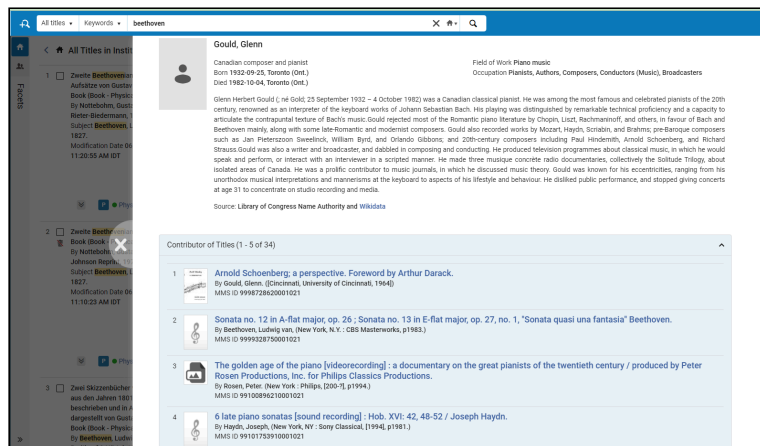 All titles Keywords beethoven
All Titles in Instit
Facets
1 Zweite Beethovenian
Aufsätze von Gustav
Book (Book - Physica
By Nottebohm, Gusta
Rieter-Biedermann, 1
Subject Beethoven, L
1827.
Modification Date 06
11:20:55 AM IDT
P Phys
2 Zweite Beethoven
Book (Book -
By Nottebohm
Johnson Reprint, 197
Subject Beethoven, L
1827.
Modification Date 06
11:10:23 AM IDT
P Phys
3 Zwei Skizzenbücher
aus den Jahren 1801
beschrieben und in A
dargestellt von Gusta
Book (Book - Physica
By Beethoven, Ludwi
Gould, Glenn
Canadian composer and pianist
Born 1932-09-25, Toronto (Ont.)
Died 1982-10-04, Toronto (Ont.)
Field of Work Piano music
Occupation Pianists, Authors, Composers, Conductors (Music), Broadcasters
Glenn Herbert Gould (; né Gold; 25 September 1932 – 4 October 1982) was a Canadian classical pianist. He was among the most famous and celebrated pianists of the 20th
century, renowned as an interpreter of the keyboard works of Johann Sebastian Bach. His playing was distinguished by remarkable technical proficiency and a capacity to
articulate the contrapuntal texture of Bach's music.Gould rejected most of the Romantic piano literature by Chopin, Liszt, Rachmaninoff, and others, in favour of Bach and
Beethoven mainly, along with some late-Romantic and modernist composers. Gould also recorded works by Mozart, Haydn, Scriabin, and Brahms; pre-Baroque composers
such as Jan Pieterszoon Sweelinck, William Byrd, and Orlando Gibbons; and 20th-century composers including Paul Hindemith, Arnold Schoenberg, and Richard
Strauss.Gould was also a writer and broadcaster, and dabbled in composing and conducting. He produced television programmes about classical music, in which he would
speak and perform, or interact with an interviewer in a scripted manner. He made three musique concrète radio documentaries, collectively the Solitude Trilogy, about
isolated areas of Canada. He was a prolific contributor to music journals, in which he discussed music theory. Gould was known for his eccentricities, ranging from his
unorthodox musical interpretations and mannerisms at the keyboard to aspects of his lifestyle and behaviour. He disliked public performance, and stopped giving concerts
at age 31 to concentrate on studio recording and media.
Source: Library of Congress Name Authority and Wikidata
Contributor of Titles (1 - 5 of 34)
1 Arnold Schoenberg; a perspective. Foreword by Arthur Darack.
By Gould, Glenn. ([Cincinnati, University of Cincinnati, 1964])
MMS ID 9998728600001021
2 Sonata no. 12 in A-flat major, op. 26 ; Sonata no. 13 in E-flat major, op. 27, no. 1, "Sonata quasi una fantasia" Beethoven.
By Beethoven, Ludwig van, (New York, N.Y. : CBS Masterworks, p1983.)
MMS ID 9999328750001021
3 The golden age of the piano [videorecording] : a documentary on the great pianists of the twentieth century / produced by Peter
Rosen Productions, Inc. for Philips Classics Productions.
By Rosen, Peter. (New York : Philips, [200-?], p1994.)
MMS ID 99100896210001021
4 6 late piano sonatas [sound recording] : Hob. XVI: 42, 48-52 / Joseph Haydn.
By Haydn, Joseph, (New York, NY : Sony Classical, [1994], p1981.)
MMS ID 99101753910001021